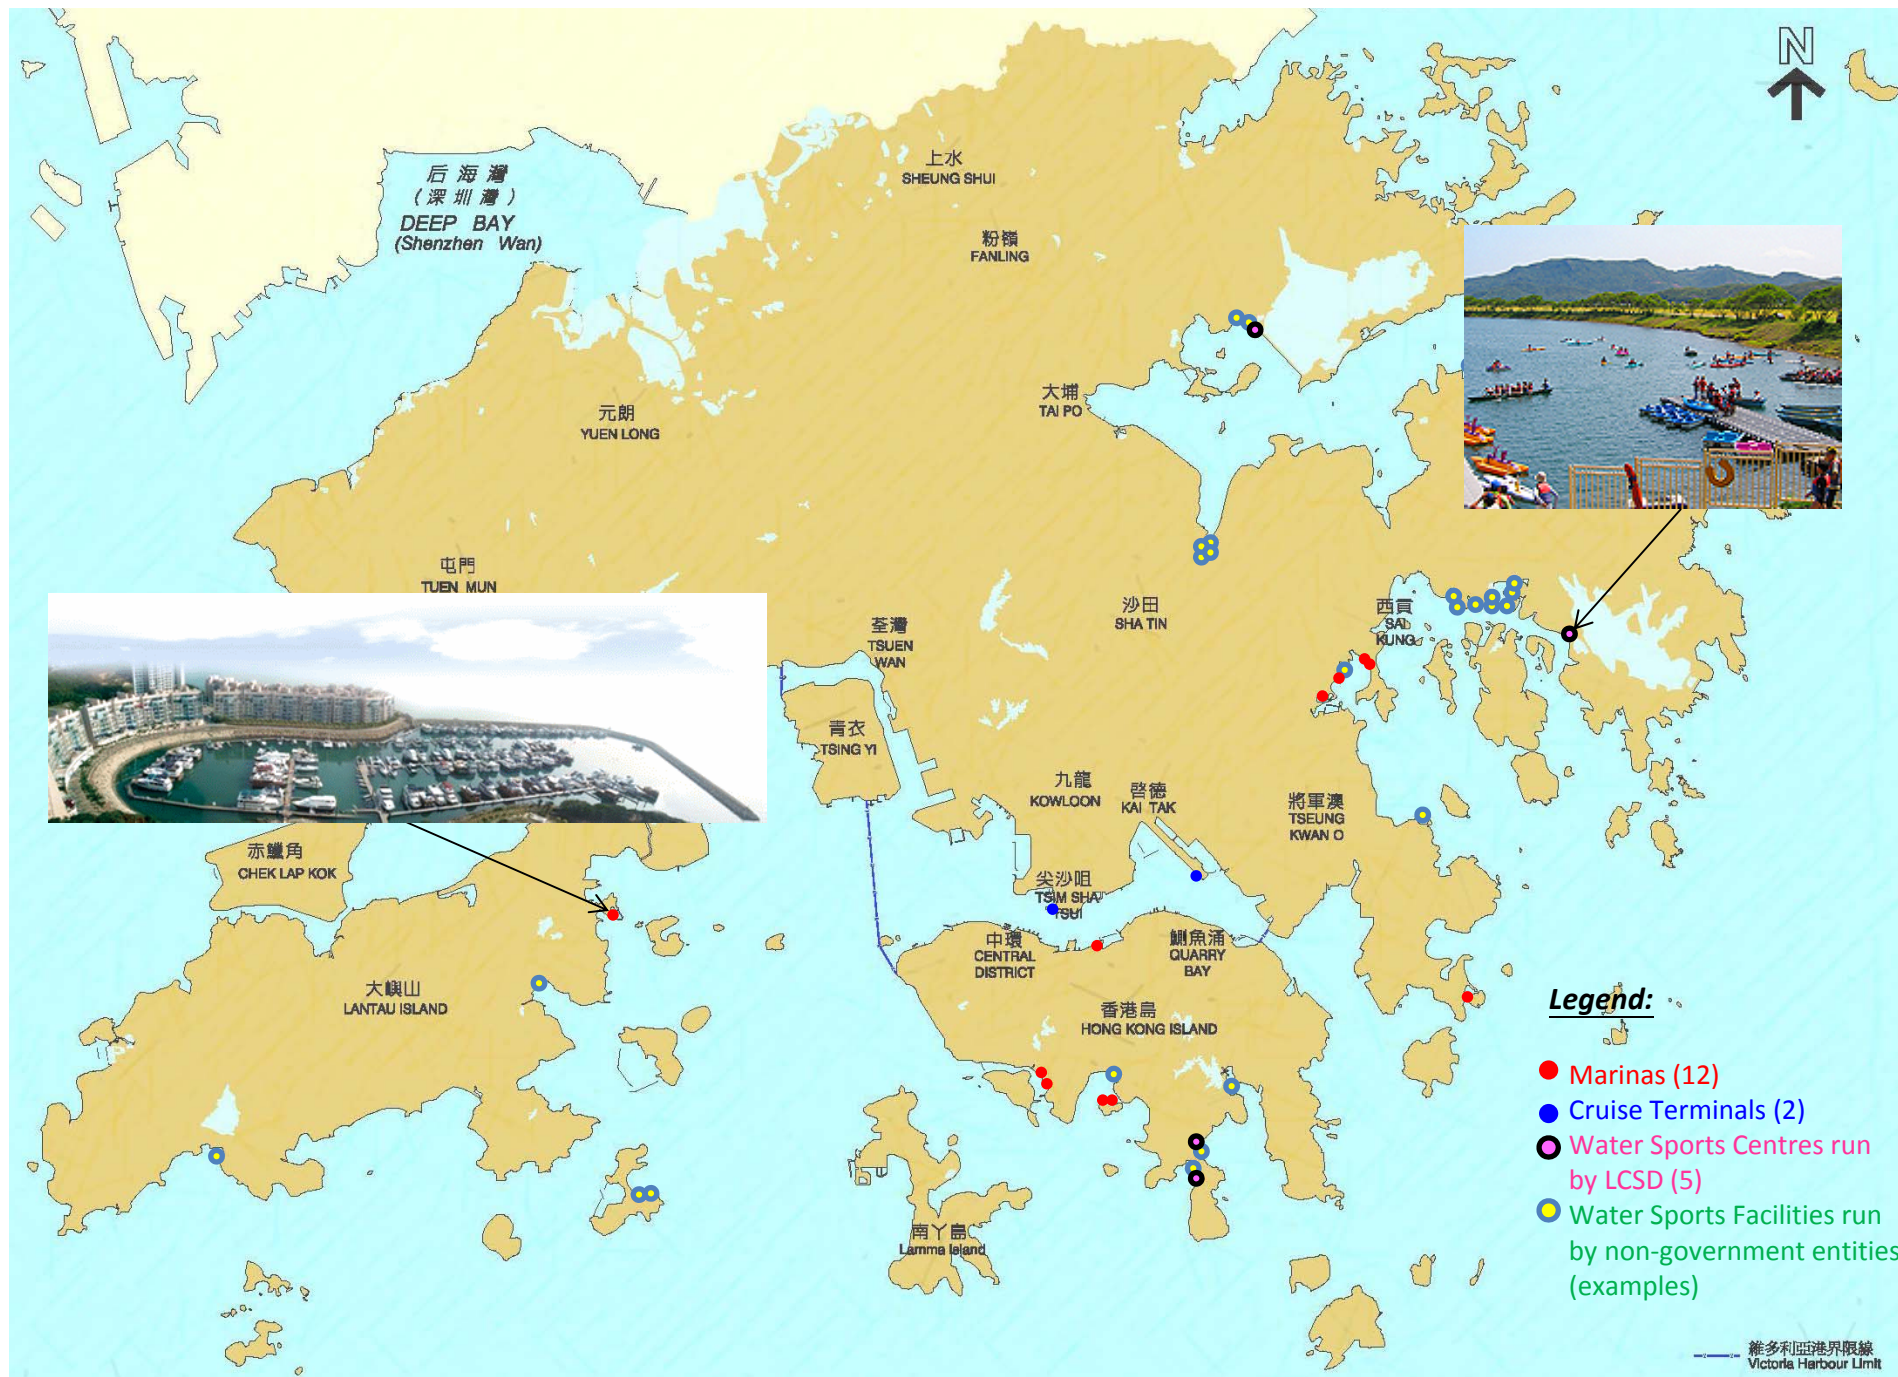 N
上水
SHEUNG SHUI
后海灣
(深圳灣)
DEEP BAY
(Shenzhen Wan)
粉嶺
FANLING
大埔
TAI PO
元朗
YUEN LONG
屯門
TUEN MUN
沙田
SHA TIN
西貢
SAI
KUNG
荃灣
TSUEN
WAN
青衣
TSING YI
九龍
KOWLOON
啓德
KAI TAK
將軍澳
TSEUNG
KWAN O
赤鱲角
CHEK LAP KOK
尖沙咀
TSIM SHA
TSUI
中環
CENTRAL
DISTRICT
鰂魚涌
QUARRY
BAY
大嶼山
LANTAU ISLAND
香港島
HONG KONG ISLAND
南丫島
Lamma Island
Legend:
Marinas (12)
Cruise Terminals (2)
Water Sports Centres run
by LCSD (5)
Water Sports Facilities run
by non-government entities
(examples)
維多利亞港界限線
Victoria Harbour Limit